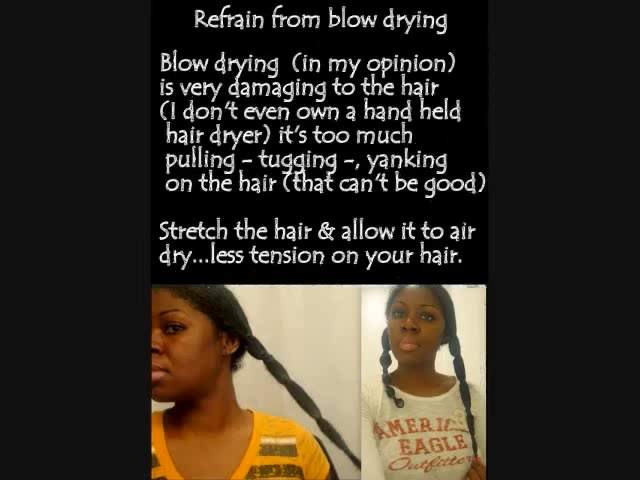 Refrain from blow drying
Blow drying (in my opinion)
is very damaging to the hair
(I don't even own a hand held
hair dryer) it's too much
pulling - tugging -, yanking
on the hair (that can't be good)
Stretch the hair & allow it to air
dry...less tension on your hair.
AMERICAN
EAGLE
Outfitters